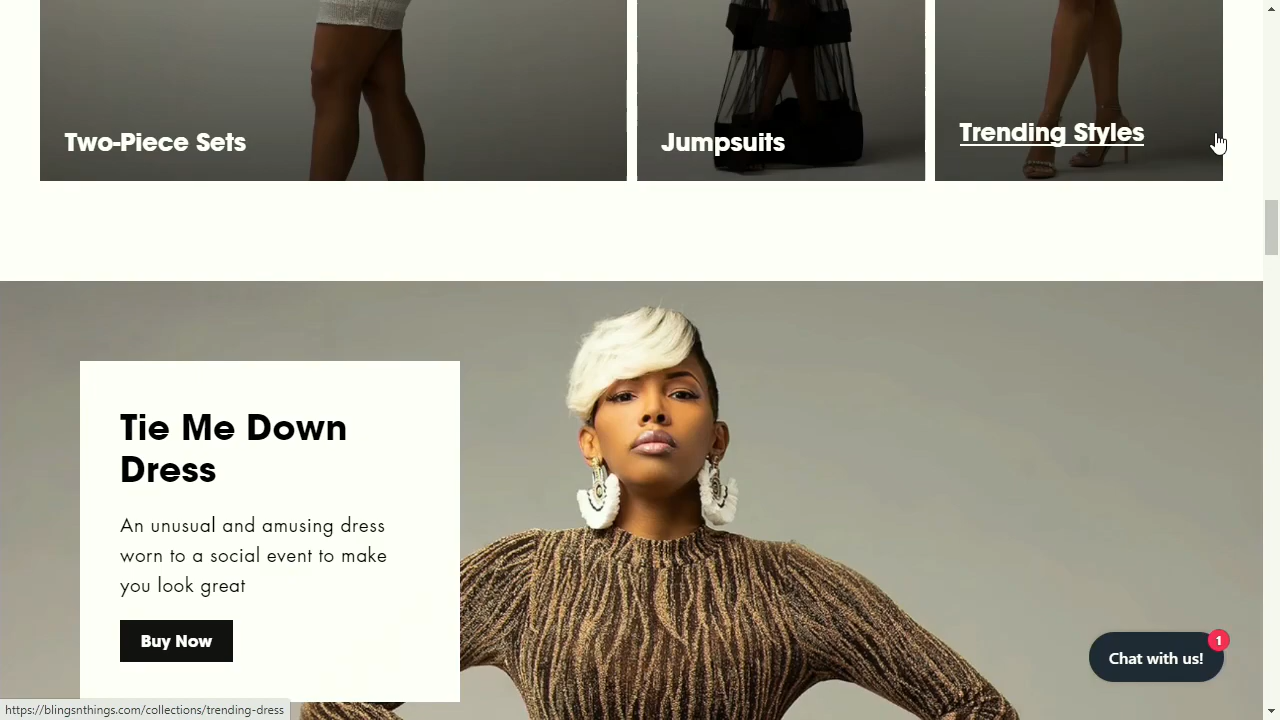 Two-Piece Sets
Jumpsuits
Trending Styles
Tie Me Down
Dress
An unusual and amusing dress
worn to a social event to make
you look great
Buy Now
1
Chat with us!
https://blingsnthings.com/collections/trending-dress